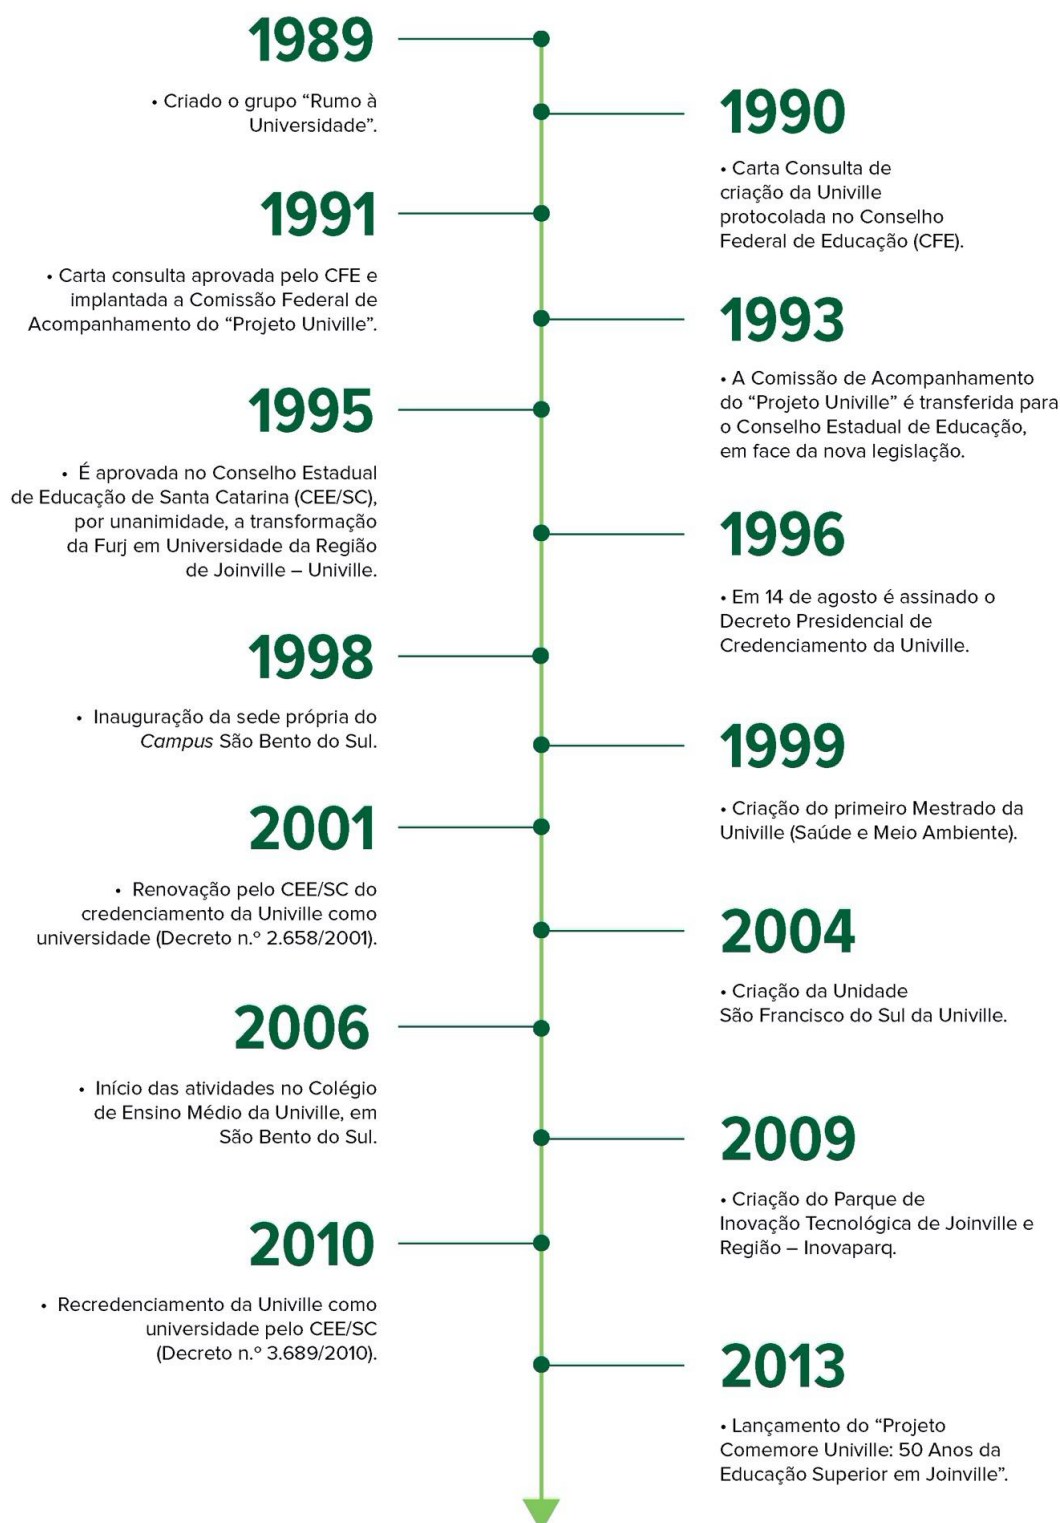 1989
• Criado o grupo “Rumo à
Universidade”.
1990
• Carta Consulta de
criação da Univille
protocolada no Conselho
Federal de Educação (CFE).
1991
• Carta consulta aprovada pelo CFE e
implantada a Comissão Federal de
Acompanhamento do “Projeto Univille”.
1993
• A Comissão de Acompanhamento
do “Projeto Univille” é transferida para
o Conselho Estadual de Educação,
em face da nova legislação.
1995
• É aprovada no Conselho Estadual
de Educação de Santa Catarina (CEE/SC),
por unanimidade, a transformação
da Furj em Universidade da Região
de Joinville – Univille.
1996
• Em 14 de agosto é assinado o
Decreto Presidencial de
Credenciamento da Univille.
1998
• Inauguração da sede própria do
Campus São Bento do Sul.
1999
• Criação do primeiro Mestrado da
Univille (Saúde e Meio Ambiente).
2001
• Renovação pelo CEE/SC do
credenciamento da Univille como
universidade (Decreto n.º 2.658/2001).
2004
• Criação da Unidade
São Francisco do Sul da Univille.
2006
• Início das atividades no Colégio
de Ensino Médio da Univille, em
São Bento do Sul.
2009
• Criação do Parque de
Inovação Tecnológica de Joinville e
Região – Inovaparq.
2010
• Recredenciamento da Univille como
universidade pelo CEE/SC
(Decreto n.º 3.689/2010).
2013
• Lançamento do “Projeto
Comemore Univille: 50 Anos da
Educação Superior em Joinville”.